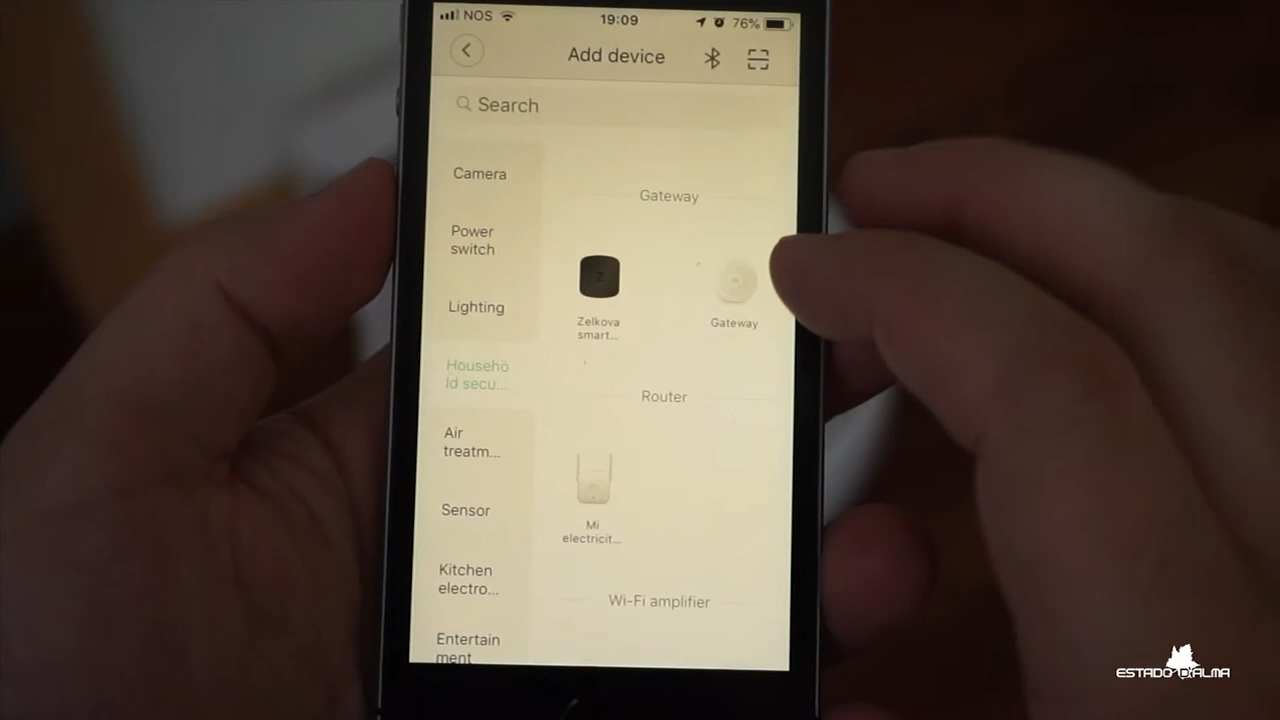 NOS
19:09
76%
Add device
Search
Camera
Gateway
Power
switch
Zelkova
smart...
Gateway
Lighting
Househo
ld secu...
Router
Air
treatm...
Sensor
Mi
electricit...
Kitchen
electro...
Wi-Fi amplifier
Entertain
ment
ESTADO D'ALMA